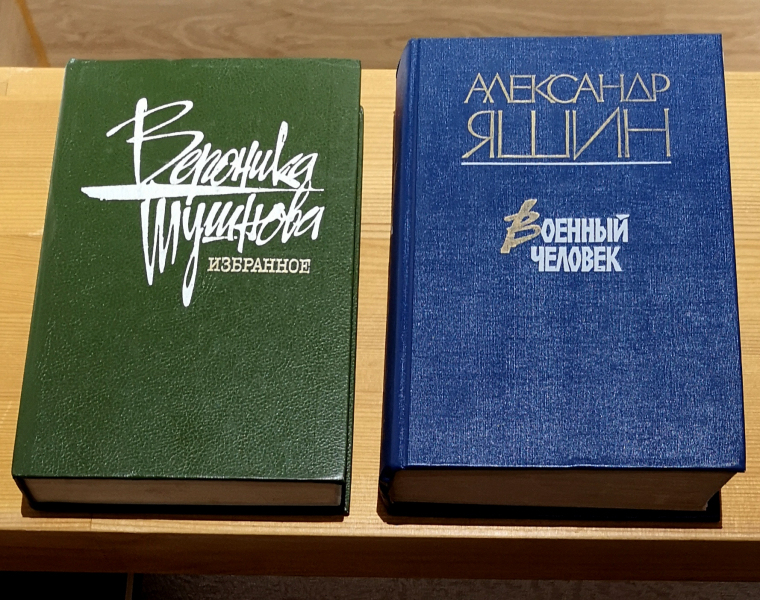 Вероника
Тушнова
ИЗБРАННОЕ
АЛЕКСАНДР
ЯШИН
ВОЕННЫЙ
ЧЕЛОВЕК